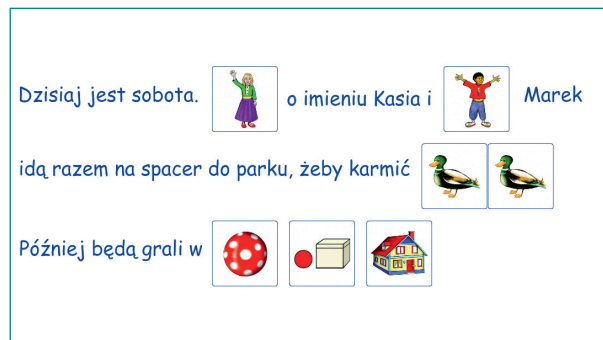 Dzisiaj jest sobota. o imieniu Kasia i Marek
idą razem na spacer do parku, żeby karmić
Później będą grali w